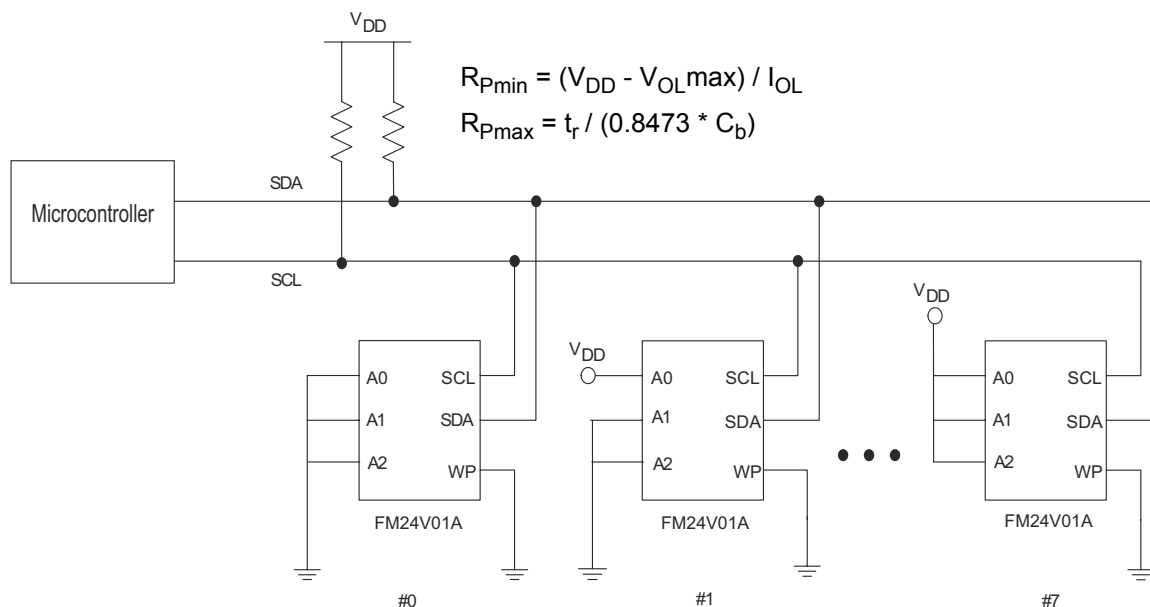 VDD
RPmin = (VDD - VOLmax) / IOL
RPmax = tr / (0.8473 * Cb)
SDA
Microcontroller
SCL
VDD
VDD
A0 SCL
A1 SDA
A2 WP
FM24V01A
#0
A0 SCL
A1 SDA
A2 WP
FM24V01A
#1
A0 SCL
A1 SDA
A2 WP
FM24V01A
#7